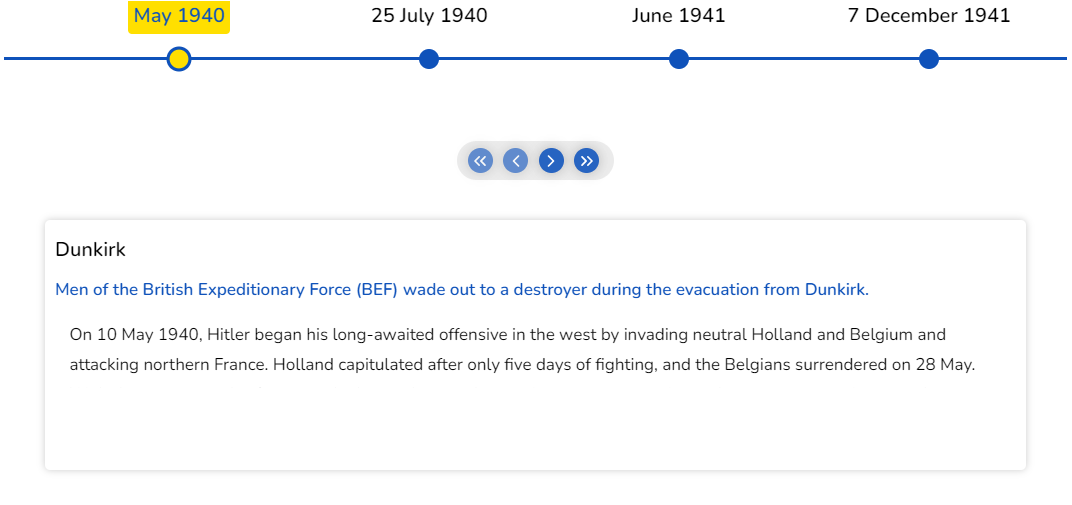 May 1940
25 July 1940
June 1941
7 December 1941
Dunkirk
Men of the British Expeditionary Force (BEF) wade out to a destroyer during the evacuation from Dunkirk.
On 10 May 1940, Hitler began his long-awaited offensive in the west by invading neutral Holland and Belgium and
attacking northern France. Holland capitulated after only five days of fighting, and the Belgians surrendered on 28 May.